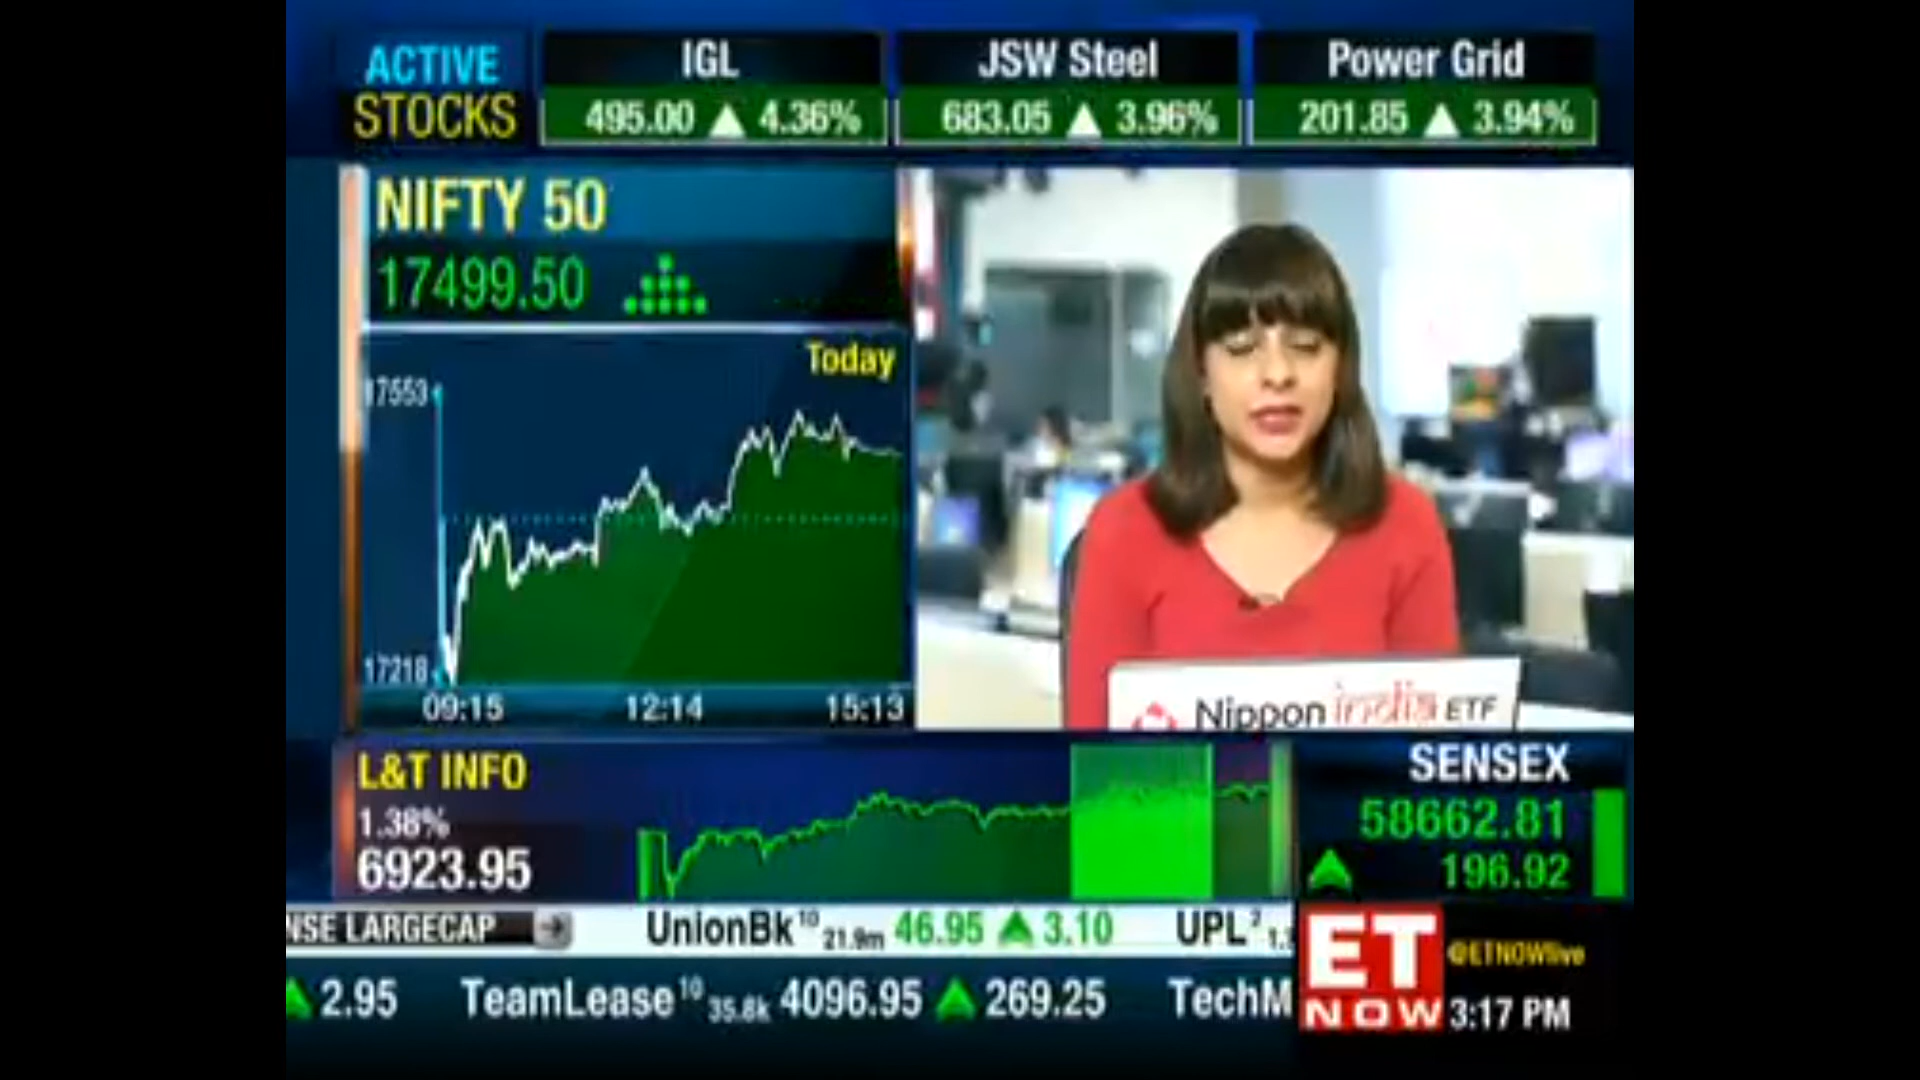 ACTIVE
STOCKS
IGL
495.00 ▲ 4.36%
JSW Steel
683.05 ▲ 3.96%
Power Grid
201.85 ▲ 3.94%
NIFTY 50
17499.50
Today
17553
17218
09:15 12:14 15:13
Nippon india ETF
L&T INFO
1.38%
6923.95
SENSEX
58662.81
196.92
NSE LARGECAP UnionBk 10 21.9m 46.95 ▲ 3.10 UPL 2
▲ 2.95 TeamLease 10 35.8k 4096.95 ▲ 269.25 TechM
ET
NOW
@ETNOWlive
3:17 PM